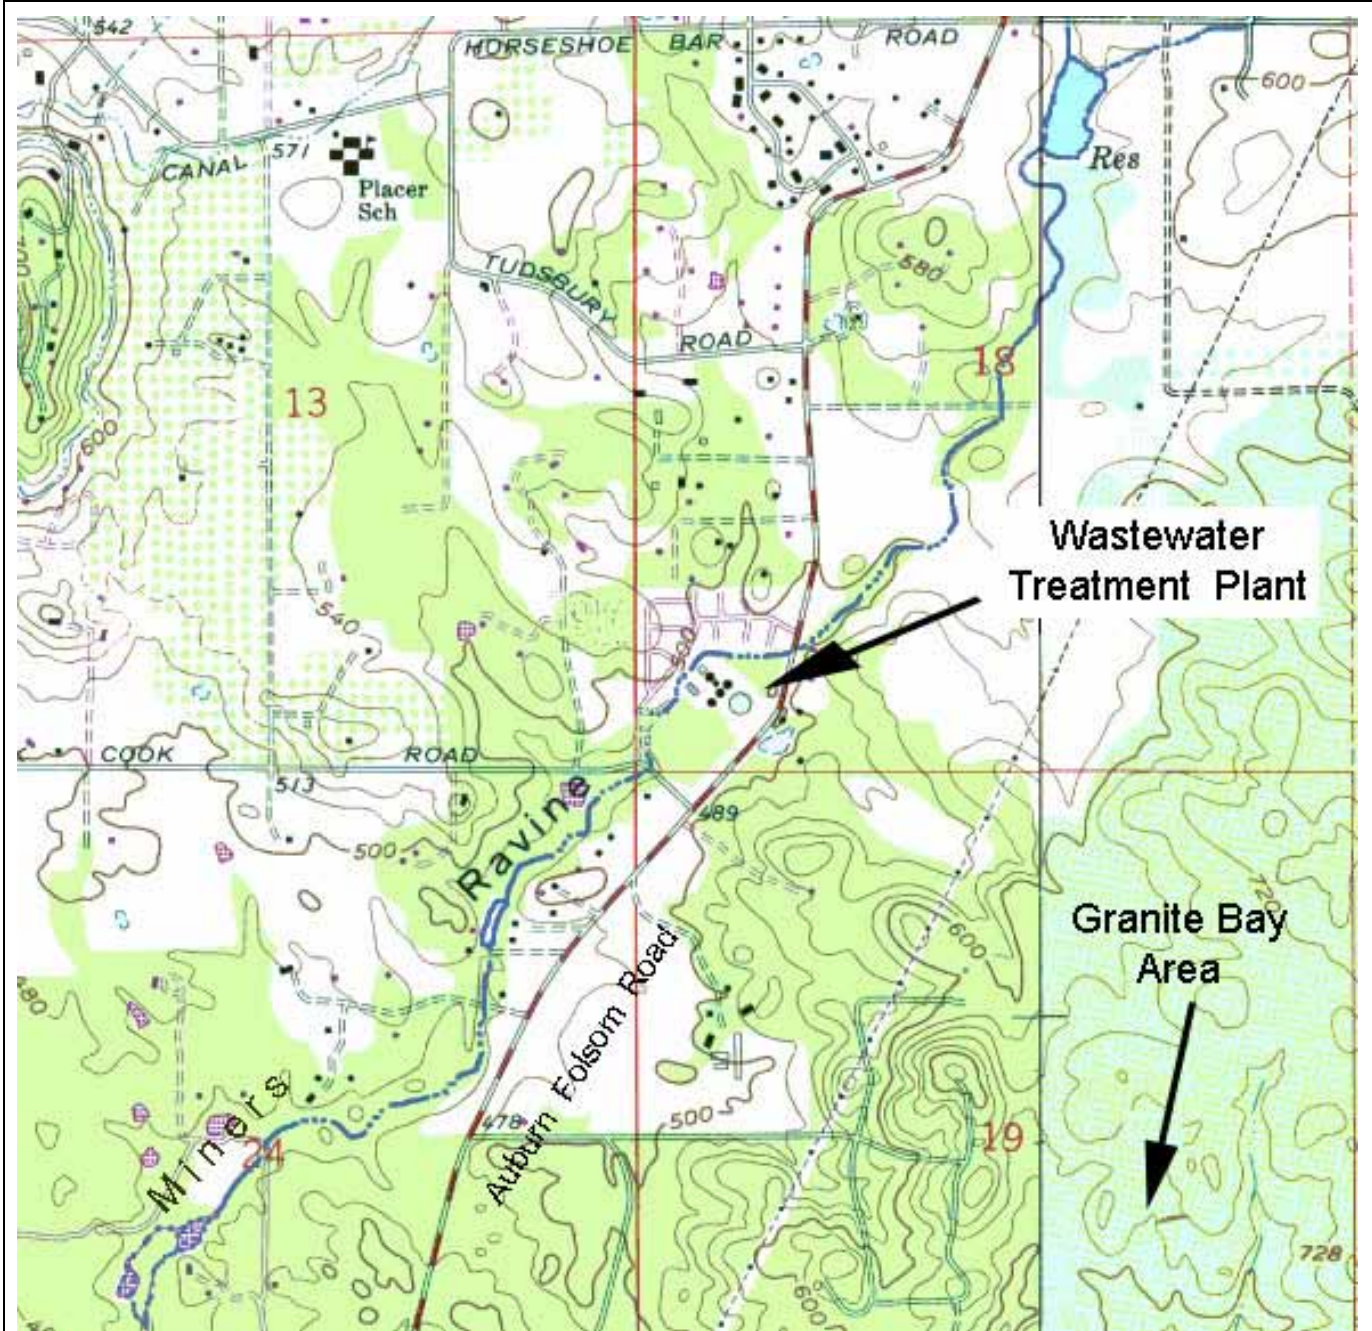 542
HORSESHOE BAR ROAD
600
CANAL
571
Placer
Sch
Res
TUDSBURY
ROAD
580
18
13
600
Wastewater
Treatment Plant
540
500
COOK ROAD
513
489
500
Miners Ravine
Auburn Folsom Road
600
720
Granite Bay
Area
480
478
500
19
24
728
600